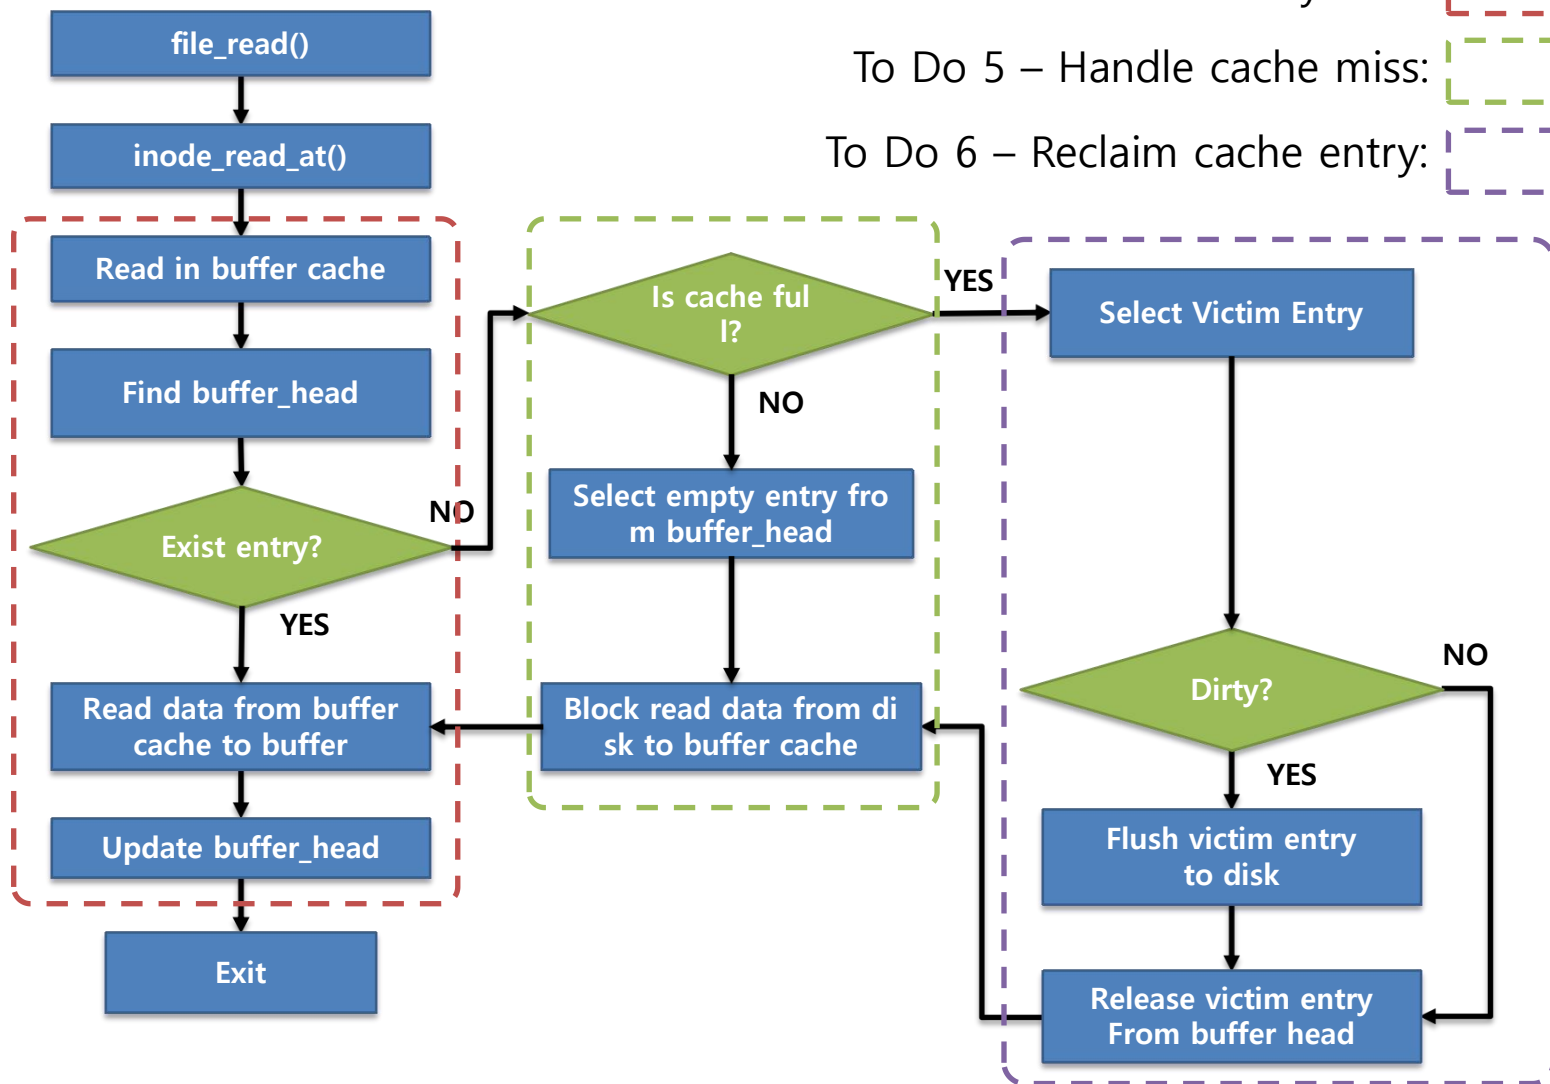 To Do 5 – Handle cache miss:
To Do 6 – Reclaim cache entry:
file_read()
inode_read_at()
Read in buffer cache
Find buffer_head
Exist entry?
NO
YES
Read data from buffer
cache to buffer
Update buffer_head
Exit
Is cache ful
l?
YES
NO
Select empty entry fro
m buffer_head
Block read data from di
sk to buffer cache
Select Victim Entry
Dirty?
NO
YES
Flush victim entry
to disk
Release victim entry
From buffer head